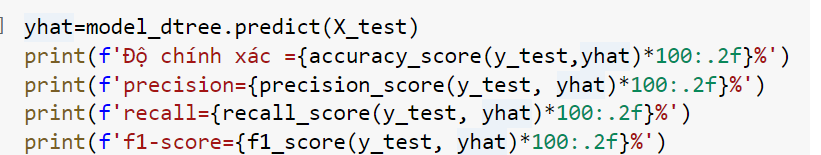 yhat=model_dtree.predict(X_test)
print(f'Độ chính xác ={accuracy_score(y_test,yhat)*100:.2f}%')
print(f'precision={precision_score(y_test, yhat)*100:.2f}%')
print(f'recall={recall_score(y_test, yhat)*100:.2f}%')
print(f'f1-score={f1_score(y_test, yhat)*100:.2f}%')